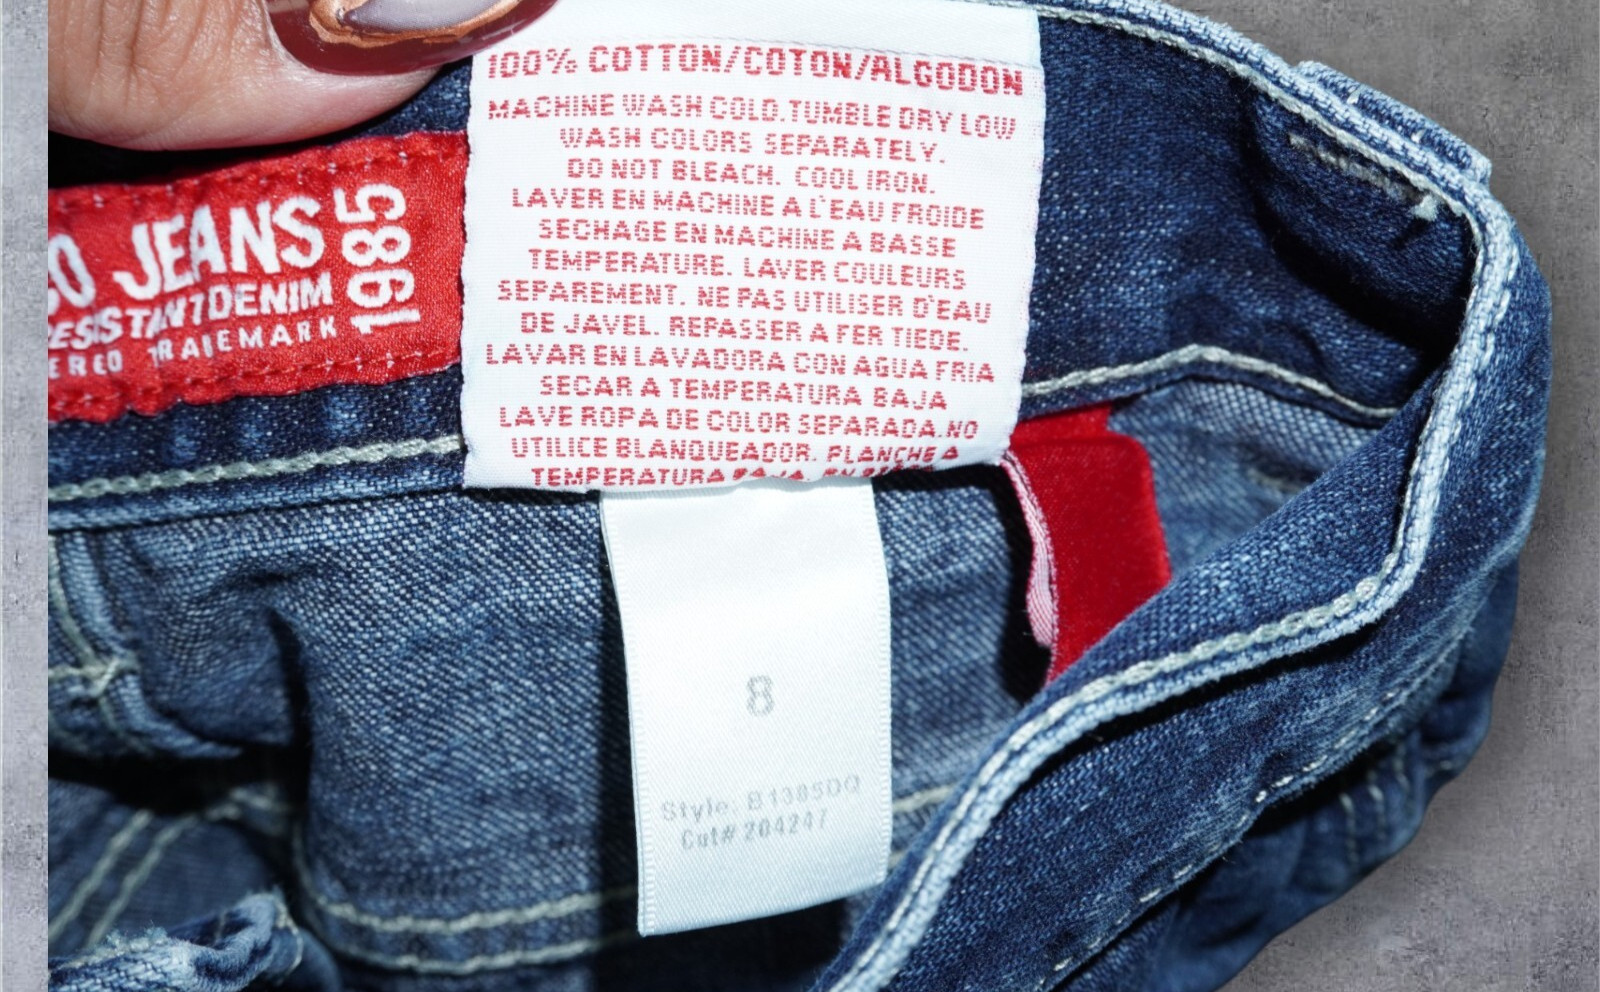 JEANS
1985
DENIM
TRADEMARK
100% COTTON/COTON/ALGODON
MACHINE WASH COLD.TUMBLE DRY LOW
WASH COLORS SEPARATELY.
DO NOT BLEACH. COOL IRON.
LAVER EN MACHINE A L'EAU FROIDE
SECHAGE EN MACHINE A BASSE
TEMPERATURE. LAVER COULEURS
SEPAREMENT. NE PAS UTILISER D'EAU
DE JAVEL. REPASSER A FER TIEDE.
LAVAR EN LAVADORA CON AGUA FRIA
SECAR A TEMPERATURA BAJA
LAVE ROPA DE COLOR SEPARADA.NO
UTILICE BLANQUEADOR. PLANCHE A
TEMPERATURA
8
Style: B1385DQ
Cut# 204247